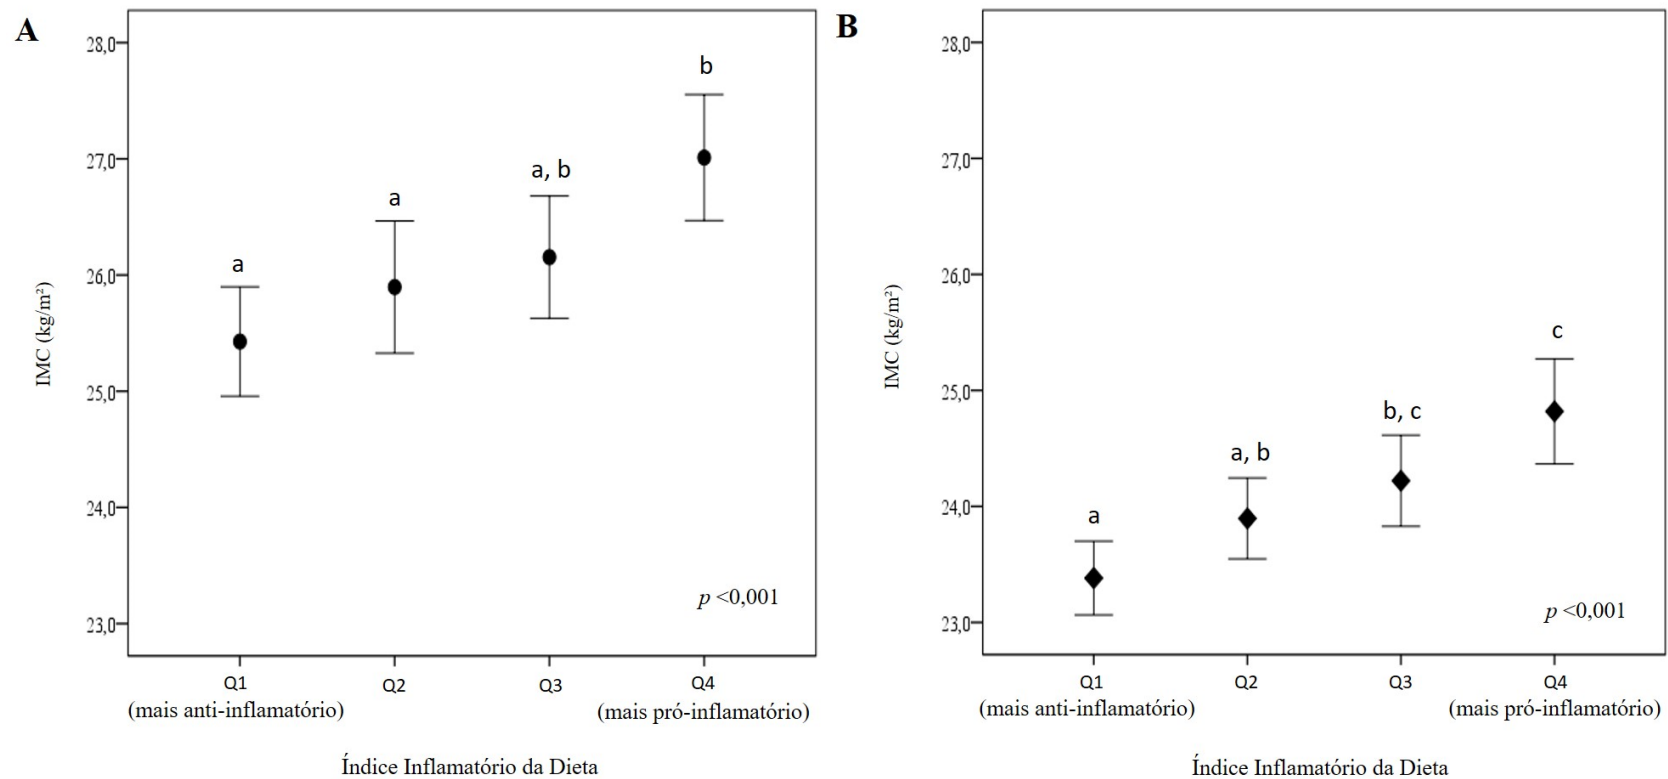 A
28,0
27,0
26,0
25,0
24,0
23,0
IMC (kg/m²)
a
a
a, b
b
p <0,001
Q1
Q2
Q3
Q4
(mais anti-inflamatório)
(mais pró-inflamatório)
Índice Inflamatório da Dieta
B
28,0
27,0
26,0
25,0
24,0
23,0
IMC (kg/m²)
a
a, b
b, c
c
p <0,001
Q1
Q2
Q3
Q4
(mais anti-inflamatório)
(mais pró-inflamatório)
Índice Inflamatório da Dieta